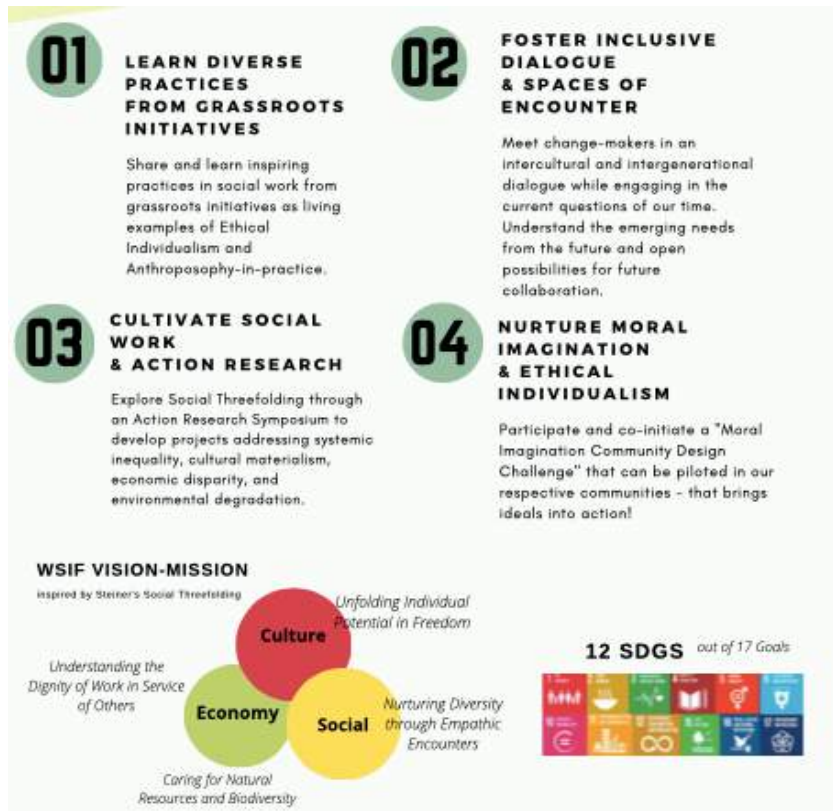 01
LEARN DIVERSE
PRACTICES
FROM GRASSROOTS
INITIATIVES
Share and learn inspiring
practices in social work from
grassroots initiatives as living
examples of Ethical
Individualism and
Anthroposophy-in-practice.
02
FOSTER INCLUSIVE
DIALOGUE
& SPACES OF
ENCOUNTER
Meet change-makers in an
intercultural and intergenerational
dialogue while engaging in the
current questions of our time.
Understand the emerging needs
from the future and open
possibilities for future
collaboration.
03
CULTIVATE SOCIAL
WORK
& ACTION RESEARCH
Explore Social Threefolding through
an Action Research Symposium to
develop projects addressing systemic
inequality, cultural materialism,
economic disparity, and
environmental degradation.
04
NURTURE MORAL
IMAGINATION
& ETHICAL
INDIVIDUALISM
Participate and co-initiate a "Moral
Imagination Community Design
Challenge" that can be piloted in our
respective communities - that brings
ideals into action!
WSIF VISION-MISSION
inspired by Steiner's Social Threefolding
Unfolding Individual
Potential in Freedom
Culture
Understanding the
Dignity of Work in Service
of Others
Economy
Social
Nurturing Diversity
through Empathic
Encounters
Caring for Natural
Resources and Biodiversity
12 SDGS out of 17 Goals